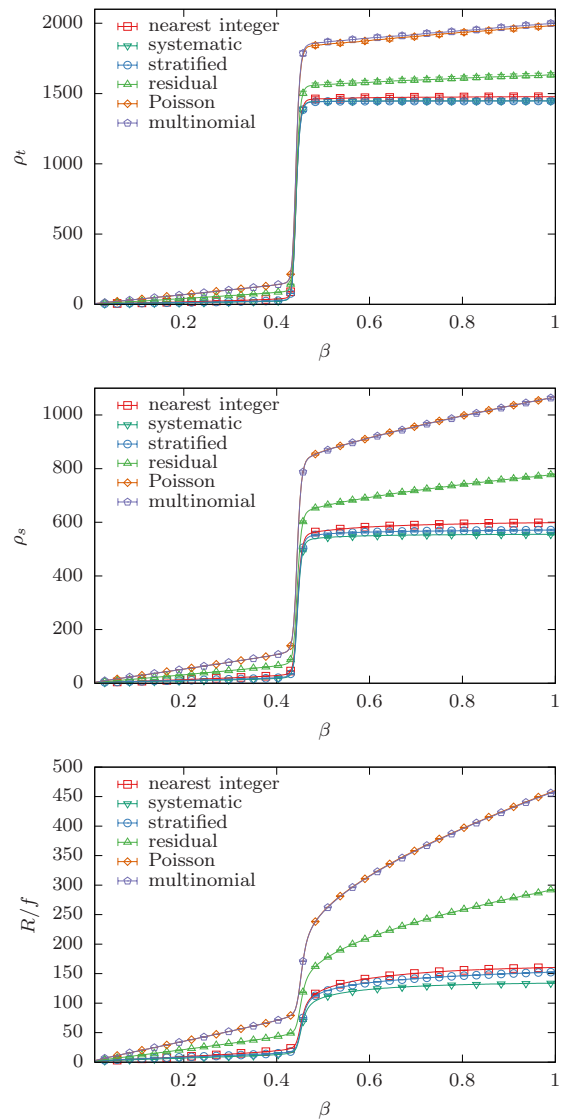 2000
1500
1000
500
0
ρt
nearest integer
systematic
stratified
residual
Poisson
multinomial
0.2 0.4 0.6 0.8 1
β
1000
800
600
400
200
0
ρs
nearest integer
systematic
stratified
residual
Poisson
multinomial
0.2 0.4 0.6 0.8 1
β
500
450
400
350
300
250
200
150
100
50
0
R/f
nearest integer
systematic
stratified
residual
Poisson
multinomial
0.2 0.4 0.6 0.8 1
β